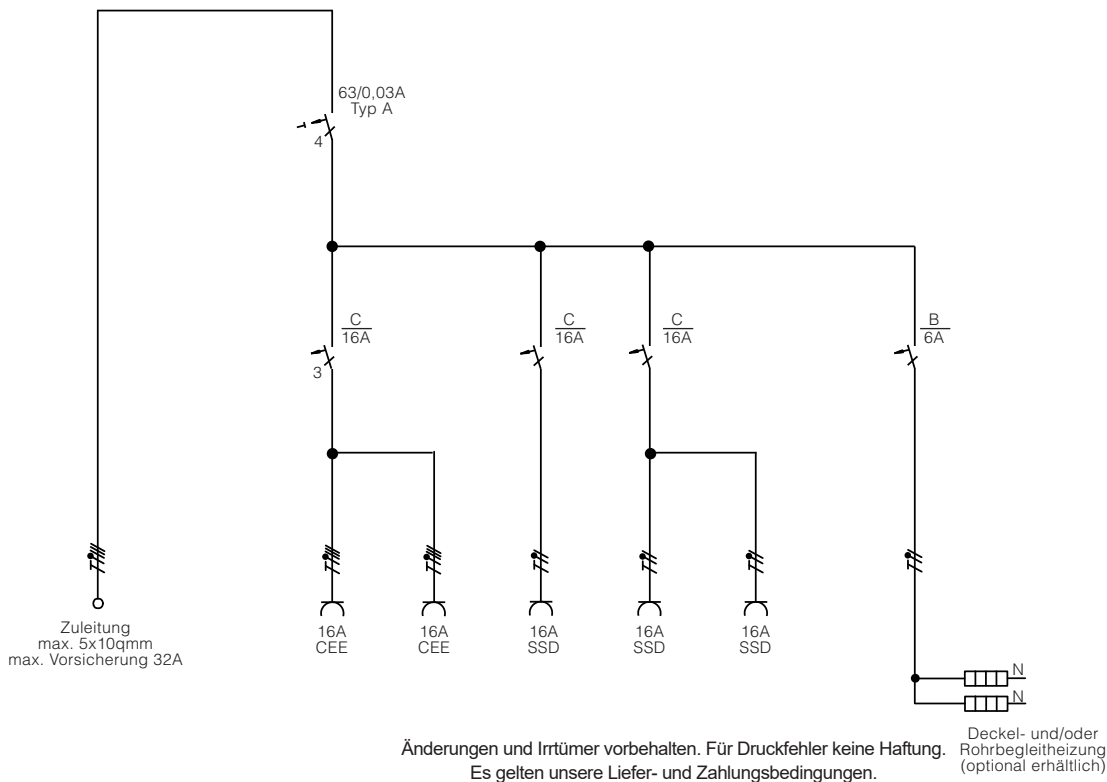 63/0,03A
Typ A
4
C
16A
3
C
16A
C
16A
B
6A
Zuleitung
max. 5x10qmm
max. Vorsicherung 32A
16A
CEE
16A
CEE
16A
SSD
16A
SSD
16A
SSD
N
N
Deckel- und/oder
Rohrbegleitheizung
(optional erhältlich)
Änderungen und Irrtümer vorbehalten. Für Druckfehler keine Haftung.
Es gelten unsere Liefer- und Zahlungsbedingungen.